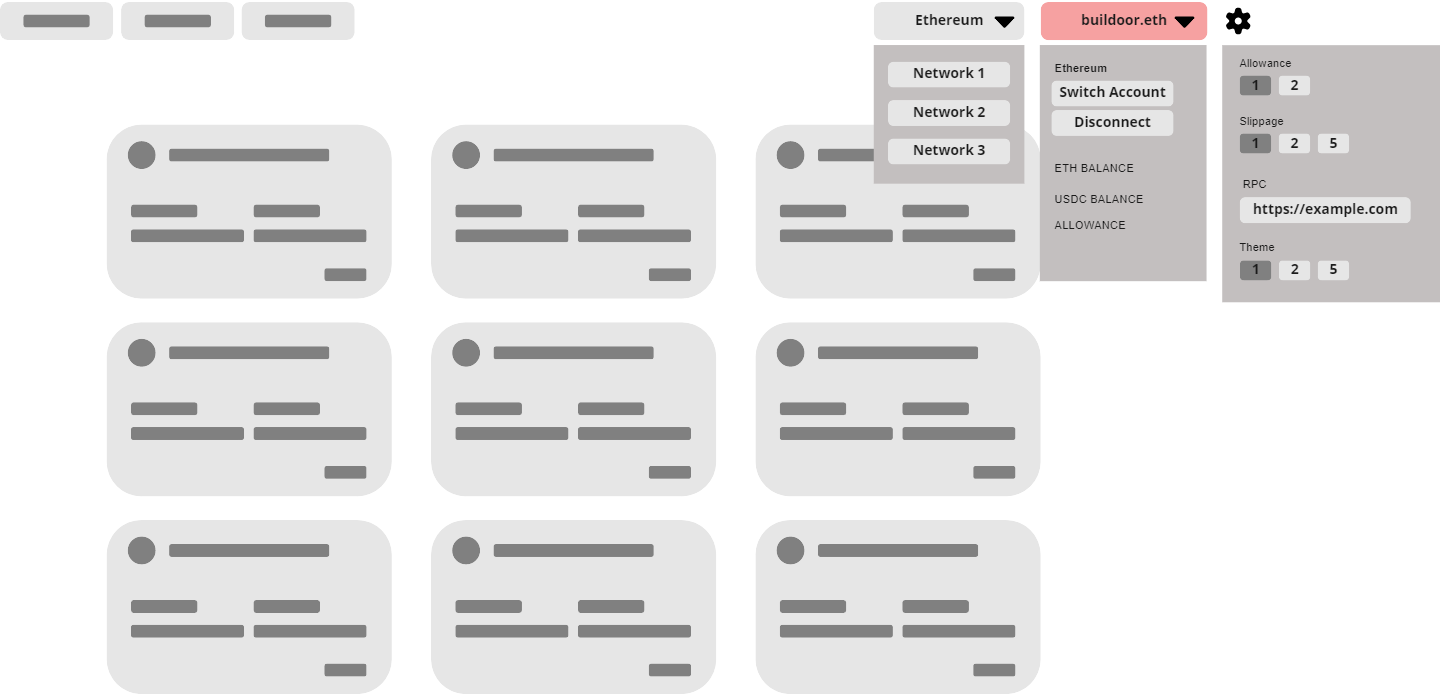 Ethereum
buildoor.eth
Network 1
Network 2
Network 3
Ethereum
Switch Account
Disconnect
ETH BALANCE
USDC BALANCE
ALLOWANCE
Allowance
1 2
Slippage
1 2 5
RPC
https://example.com
Theme
1 2 5